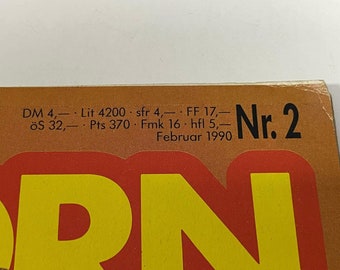 DM 4,— · Lit 4200 · sfr 4,— · FF 17,—
öS 32,— · Pts 370 · Fmk 16 · hfl 5,—
Februar 1990
Nr. 2
ORN